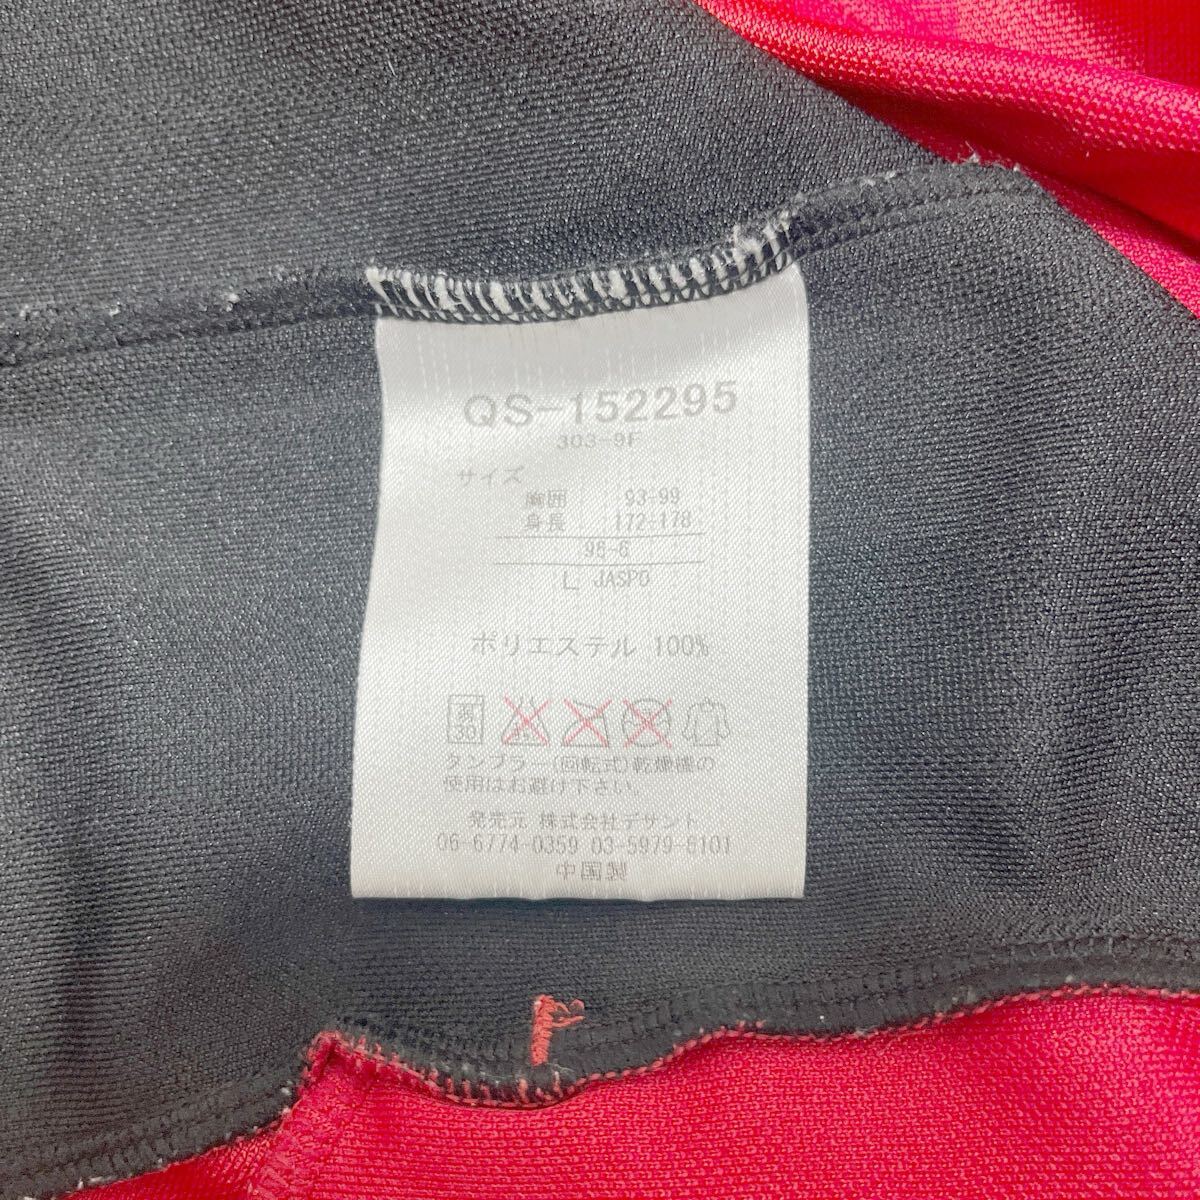 QS-152295
303-9F
サイズ
胸囲 93-99
身長 172-178
96-6
L JASPO
ポリエステル 100%
弱 30
タンブラー(回転式)乾燥機の
使用はお避け下さい。
発売元 株式会社デサント
06-6774-0359 03-5979-6101
中国製